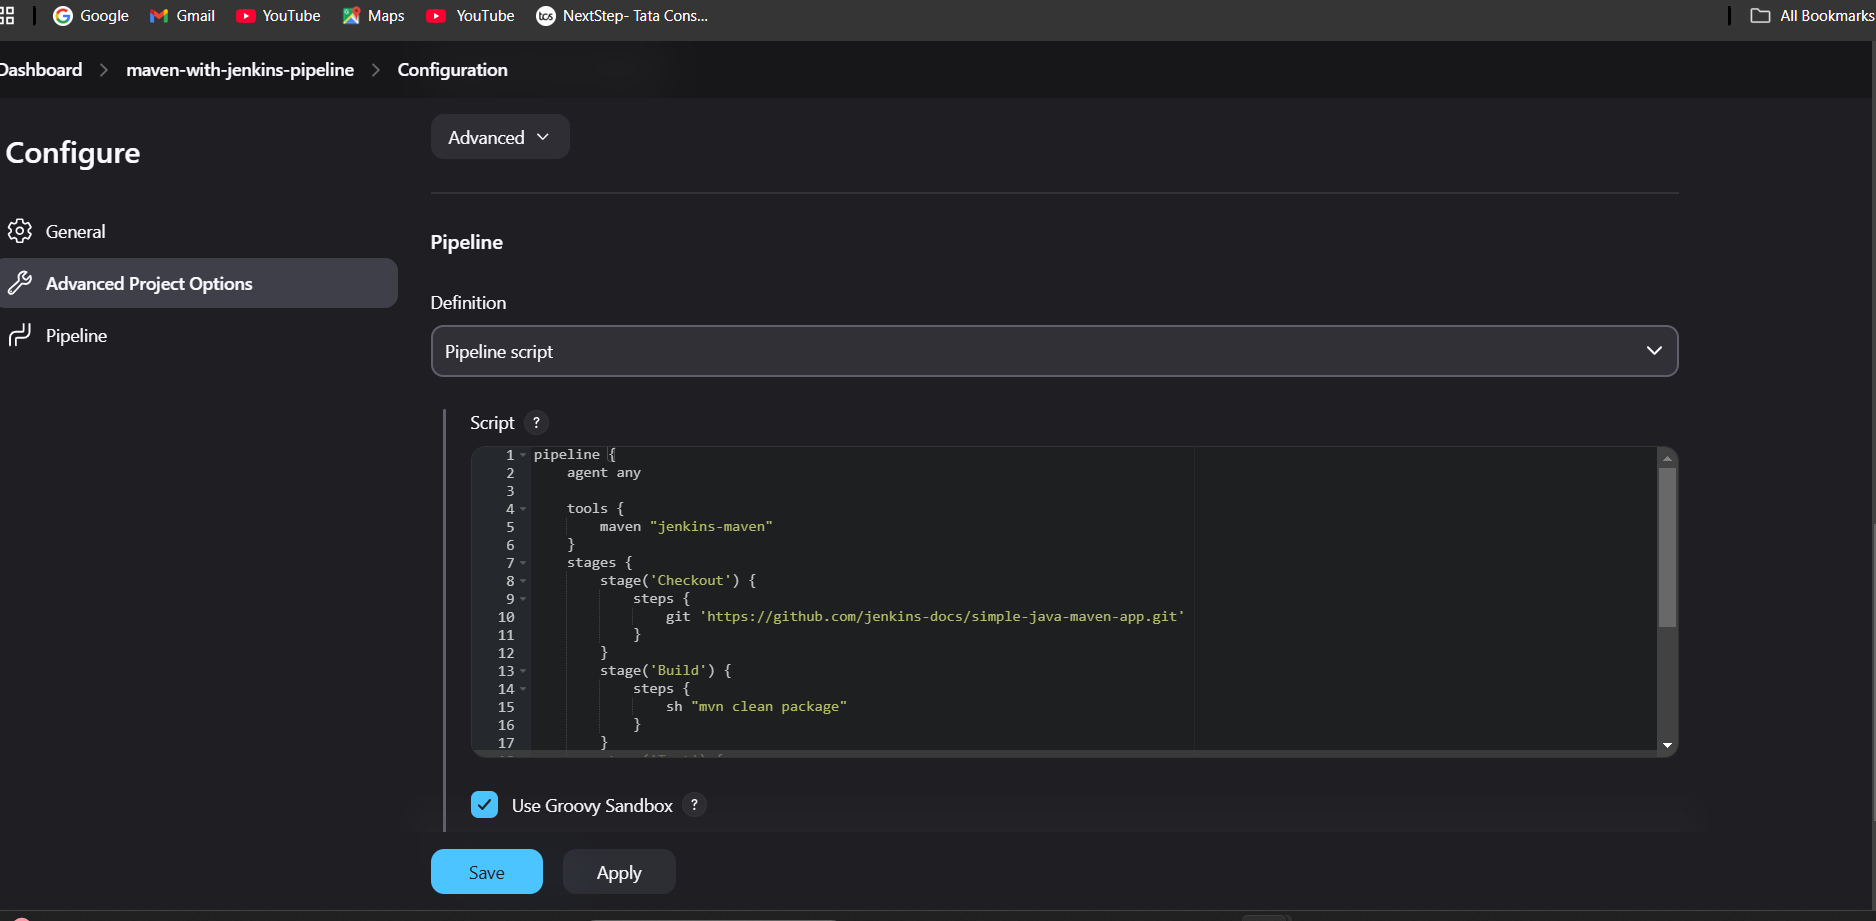 Google Gmail YouTube Maps YouTube tcs NextStep- Tata Cons... All Bookmarks
Dashboard > maven-with-jenkins-pipeline > Configuration
Configure
General
Advanced Project Options
Pipeline
Advanced
Pipeline
Definition
Pipeline script
Script ?
1 pipeline {
2     agent any
3
4     tools {
5         maven "jenkins-maven"
6     }
7     stages {
8         stage('Checkout') {
9             steps {
10                 git 'https://github.com/jenkins-docs/simple-java-maven-app.git'
11             }
12         }
13         stage('Build') {
14             steps {
15                 sh "mvn clean package"
16             }
17         }
Use Groovy Sandbox ?
Save Apply